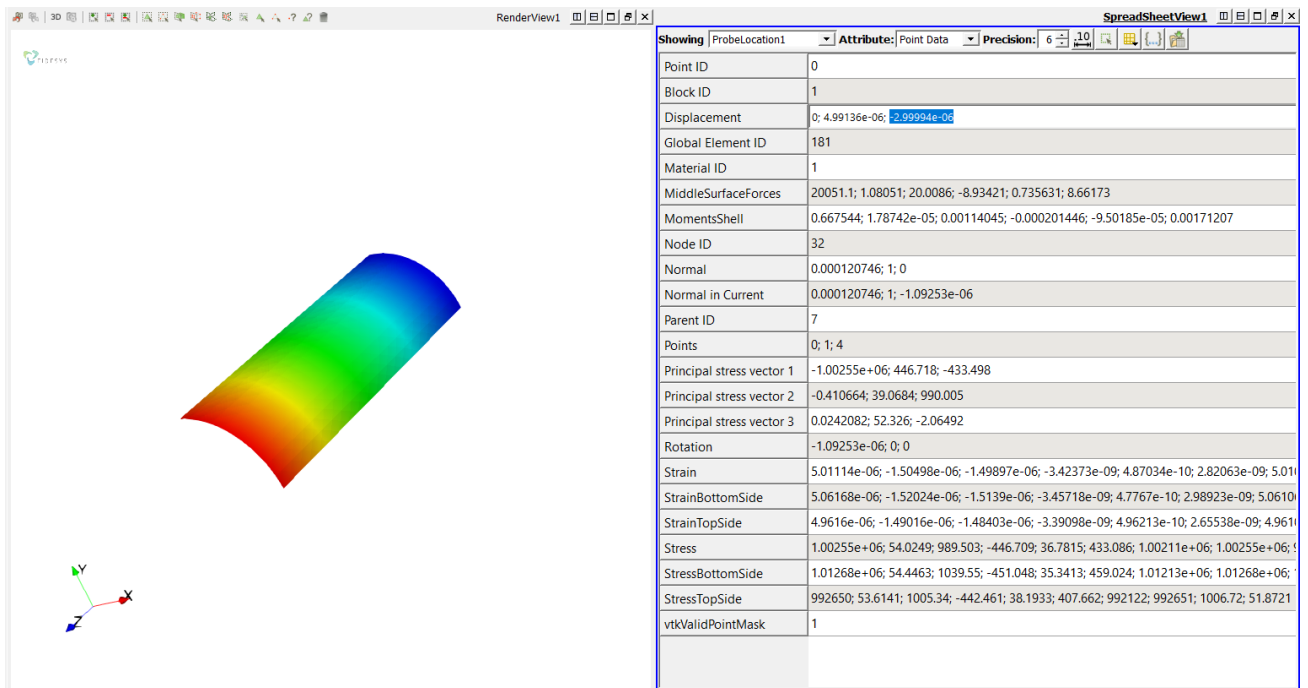 3D
RenderView1
SpreadSheetView1
Showing ProbeLocation1 Attribute: Point Data Precision: 6 .10
Point ID 0
Block ID 1
Displacement 0; 4.99136e-06; -2.99994e-06
Global Element ID 181
Material ID 1
MiddleSurfaceForces 20051.1; 1.08051; 20.0086; -8.93421; 0.735631; 8.66173
MomentsShell 0.667544; 1.78742e-05; 0.00114045; -0.000201446; -9.50185e-05; 0.00171207
Node ID 32
Normal 0.000120746; 1; 0
Normal in Current 0.000120746; 1; -1.09253e-06
Parent ID 7
Points 0; 1; 4
Principal stress vector 1 -1.00255e+06; 446.718; -433.498
Principal stress vector 2 -0.410664; 39.0684; 990.005
Principal stress vector 3 0.0242082; 52.326; -2.06492
Rotation -1.09253e-06; 0; 0
Strain 5.01114e-06; -1.50498e-06; -1.49897e-06; -3.42373e-09; 4.87034e-10; 2.82063e-09; 5.01
StrainBottomSide 5.06168e-06; -1.52024e-06; -1.5139e-06; -3.45718e-09; 4.7767e-10; 2.98923e-09; 5.0610
StrainTopSide 4.9616e-06; -1.49016e-06; -1.48403e-06; -3.39098e-09; 4.96213e-10; 2.65538e-09; 4.961
Stress 1.00255e+06; 54.0249; 989.503; -446.709; 36.7815; 433.086; 1.00211e+06; 1.00255e+06;
StressBottomSide 1.01268e+06; 54.4463; 1039.55; -451.048; 35.3413; 459.024; 1.01213e+06; 1.01268e+06;
StressTopSide 992650; 53.6141; 1005.34; -442.461; 38.1933; 407.662; 992122; 992651; 1006.72; 51.8721
vtkValidPointMask 1
Y
X
Z